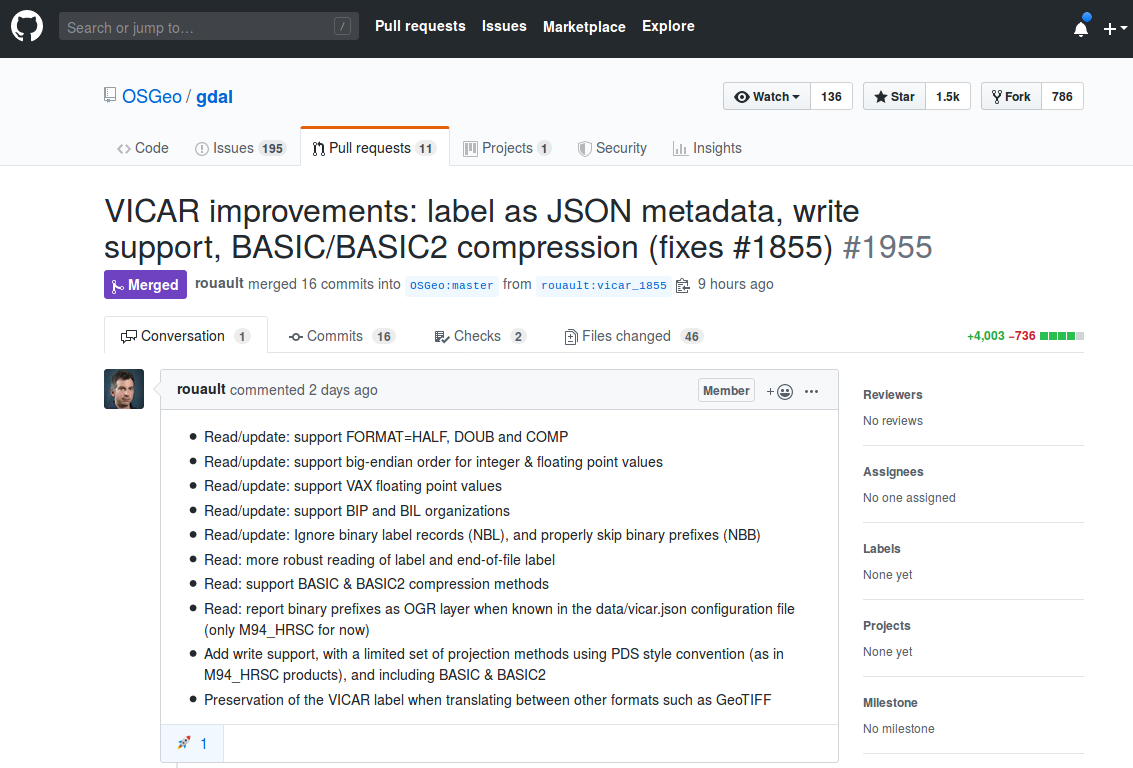 Search or jump to… /
Pull requests Issues Marketplace Explore
OSGeo / gdal
Watch 136 Star 1.5k Fork 786
Code Issues 195 Pull requests 11 Projects 1 Security Insights
VICAR improvements: label as JSON metadata, write
support, BASIC/BASIC2 compression (fixes #1855) #1955
Merged rouault merged 16 commits into OSGeo:master from rouault:vicar_1855 9 hours ago
Conversation 1 Commits 16 Checks 2 Files changed 46 +4,003 −736
rouault commented 2 days ago Member
• Read/update: support FORMAT=HALF, DOUB and COMP
• Read/update: support big-endian order for integer & floating point values
• Read/update: support VAX floating point values
• Read/update: support BIP and BIL organizations
• Read/update: Ignore binary label records (NBL), and properly skip binary prefixes (NBB)
• Read: more robust reading of label and end-of-file label
• Read: support BASIC & BASIC2 compression methods
• Read: report binary prefixes as OGR layer when known in the data/vicar.json configuration file
(only M94_HRSC for now)
• Add write support, with a limited set of projection methods using PDS style convention (as in
M94_HRSC products), and including BASIC & BASIC2
• Preservation of the VICAR label when translating between other formats such as GeoTIFF
🚀 1
Reviewers
No reviews
Assignees
No one assigned
Labels
None yet
Projects
None yet
Milestone
No milestone